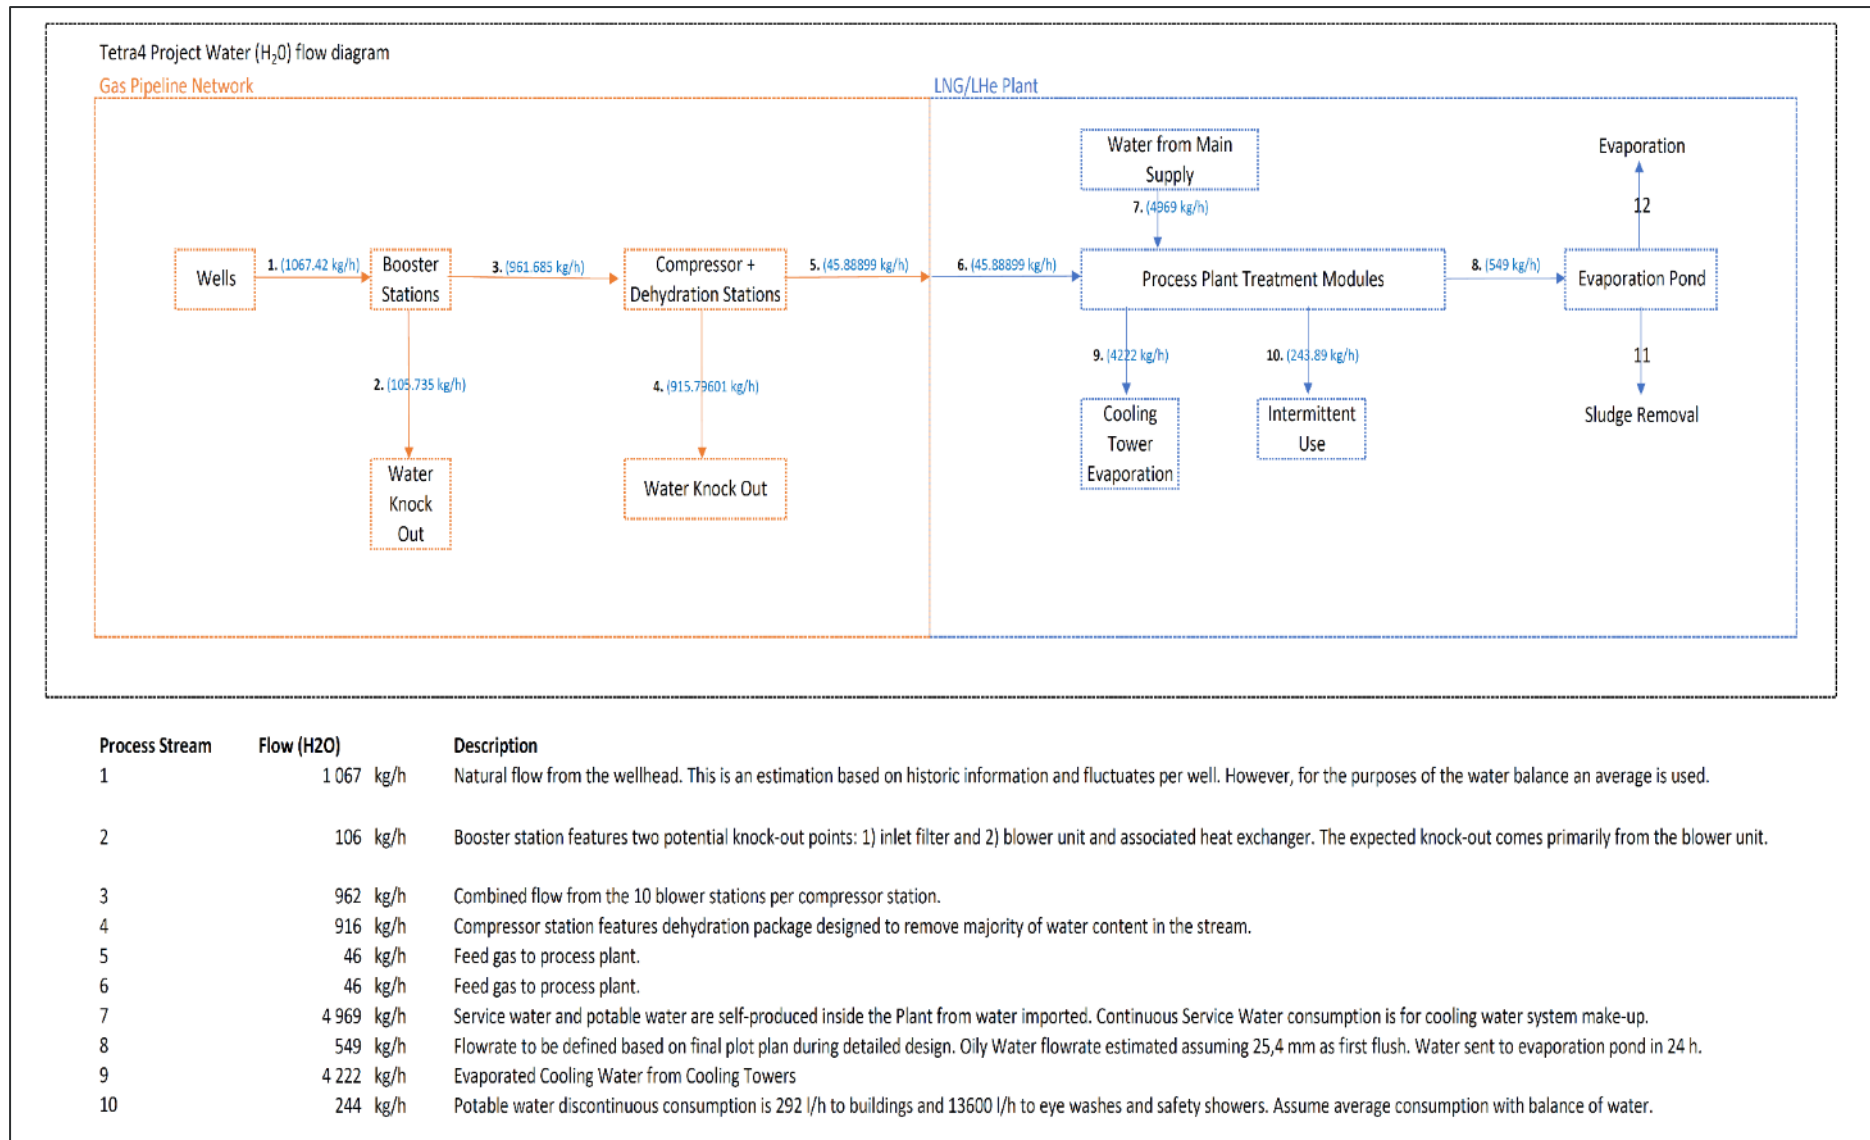 Tetra4 Project Water (H₂0) flow diagram
Gas Pipeline Network
LNG/LHe Plant
Water from Main
Supply
Evaporation
7. (4969 kg/h)
12
Wells
1. (1067.42 kg/h)
Booster
Stations
3. (961.685 kg/h)
Compressor +
Dehydration Stations
5. (45.88899 kg/h)
6. (45.88899 kg/h)
Process Plant Treatment Modules
8. (549 kg/h)
Evaporation Pond
2. (105.735 kg/h)
4. (915.79601 kg/h)
9. (4222 kg/h)
10. (243.89 kg/h)
11
Water
Knock
Out
Water Knock Out
Cooling
Tower
Evaporation
Intermittent
Use
Sludge Removal
Process Stream Flow (H2O) Description
1 1 067 kg/h Natural flow from the wellhead. This is an estimation based on historic information and fluctuates per well. However, for the purposes of the water balance an average is used.
2 106 kg/h Booster station features two potential knock-out points: 1) inlet filter and 2) blower unit and associated heat exchanger. The expected knock-out comes primarily from the blower unit.
3 962 kg/h Combined flow from the 10 blower stations per compressor station.
4 916 kg/h Compressor station features dehydration package designed to remove majority of water content in the stream.
5 46 kg/h Feed gas to process plant.
6 46 kg/h Feed gas to process plant.
7 4 969 kg/h Service water and potable water are self-produced inside the Plant from water imported. Continuous Service Water consumption is for cooling water system make-up.
8 549 kg/h Flowrate to be defined based on final plot plan during detailed design. Oily Water flowrate estimated assuming 25,4 mm as first flush. Water sent to evaporation pond in 24 h.
9 4 222 kg/h Evaporated Cooling Water from Cooling Towers
10 244 kg/h Potable water discontinuous consumption is 292 l/h to buildings and 13600 l/h to eye washes and safety showers. Assume average consumption with balance of water.